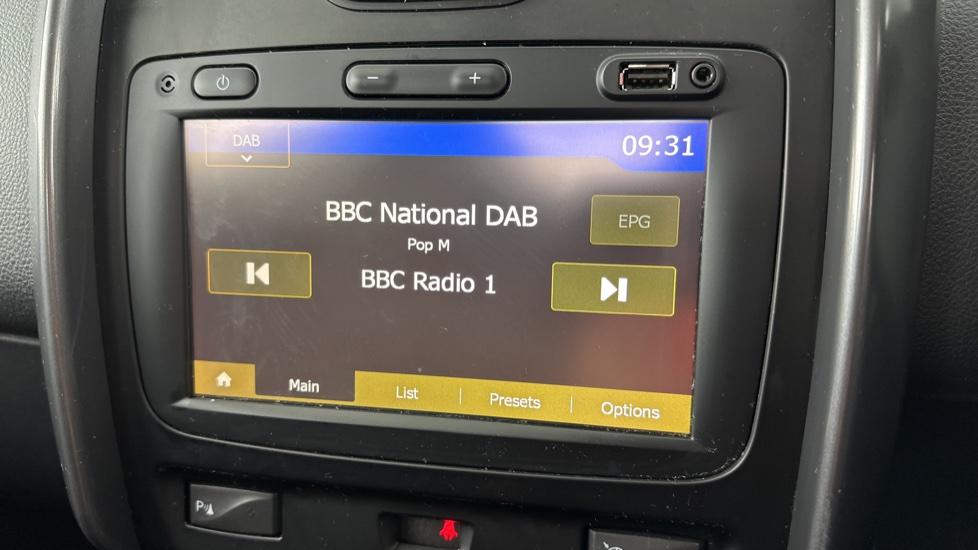 − +
DAB
09:31
BBC National DAB
EPG
Pop M
BBC Radio 1
Main List Presets Options
P